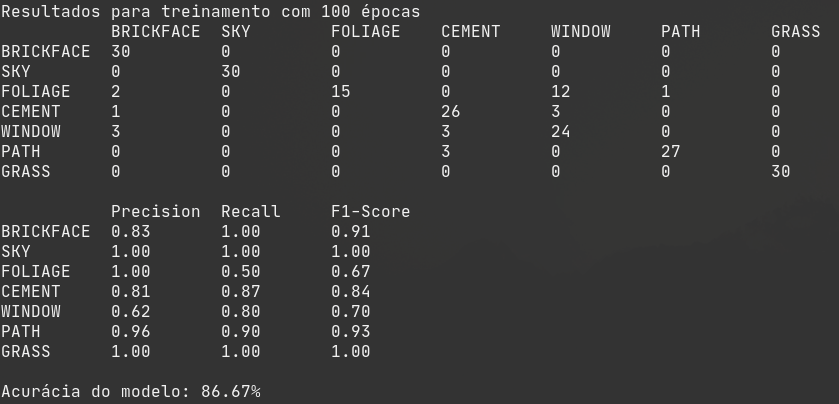 Resultados para treinamento com 100 épocas
BRICKFACE SKY FOLIAGE CEMENT WINDOW PATH GRASS
BRICKFACE 30 0 0 0 0 0 0
SKY 0 30 0 0 0 0 0
FOLIAGE 2 0 15 0 12 1 0
CEMENT 1 0 0 26 3 0 0
WINDOW 3 0 0 3 24 0 0
PATH 0 0 0 3 0 27 0
GRASS 0 0 0 0 0 0 30
Precision Recall F1-Score
BRICKFACE 0.83 1.00 0.91
SKY 1.00 1.00 1.00
FOLIAGE 1.00 0.50 0.67
CEMENT 0.81 0.87 0.84
WINDOW 0.62 0.80 0.70
PATH 0.96 0.90 0.93
GRASS 1.00 1.00 1.00
Acurácia do modelo: 86.67%